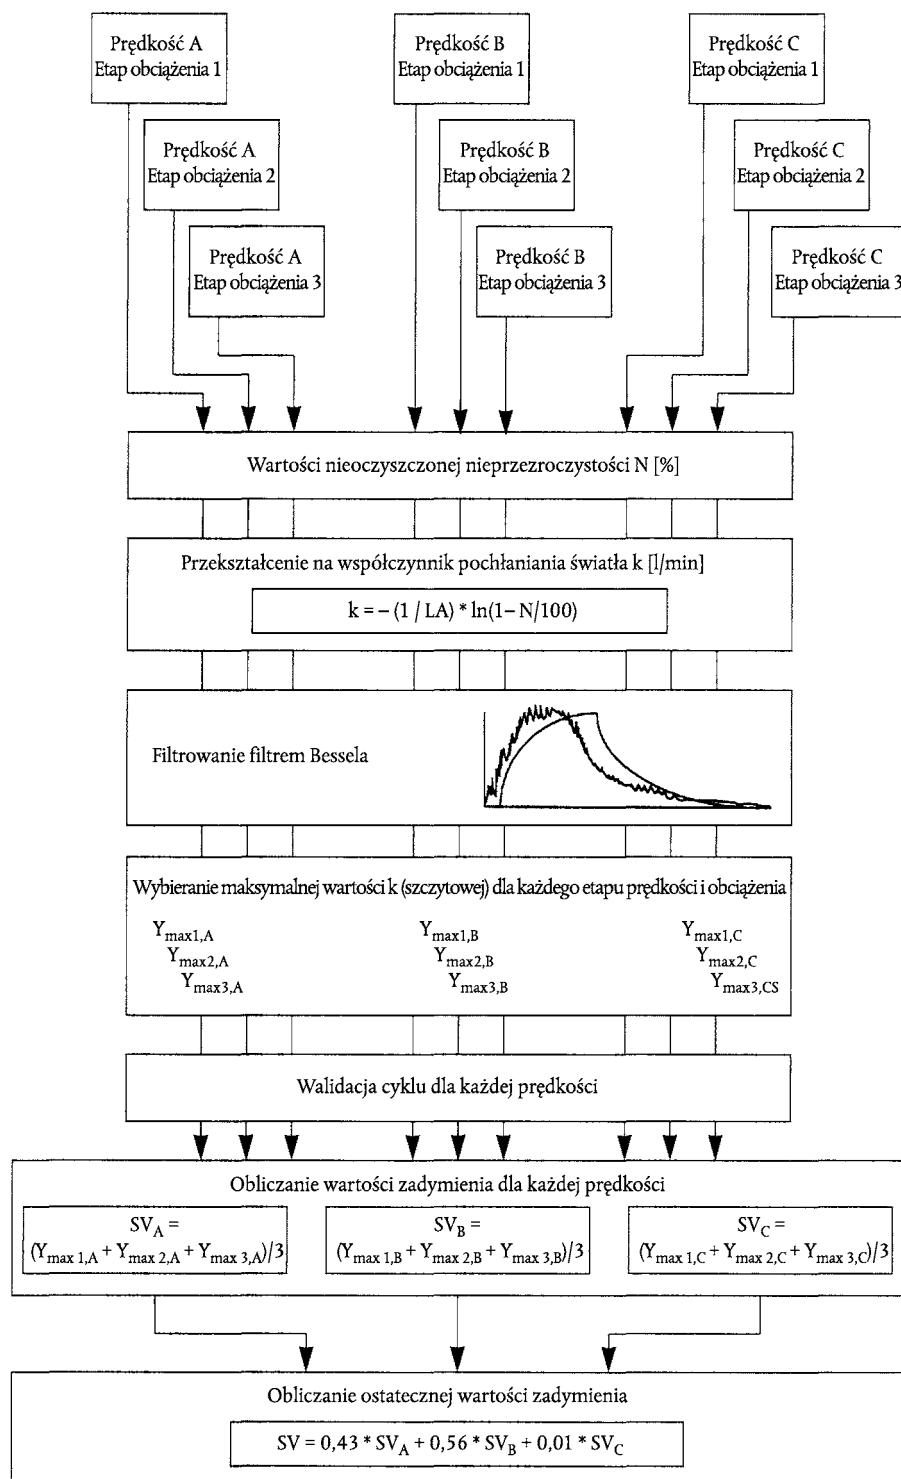 Prędkość A
Etap obciążenia 1
Prędkość B
Etap obciążenia 1
Prędkość C
Etap obciążenia 1
Prędkość A
Etap obciążenia 2
Prędkość B
Etap obciążenia 2
Prędkość C
Etap obciążenia 2
Prędkość A
Etap obciążenia 3
Prędkość B
Etap obciążenia 3
Prędkość C
Etap obciążenia 3
Wartości nieoczyszczonej nieprzezroczystości N [%]
Przekształcenie na współczynnik pochłaniania światła k [l/min]
k = – (1 / LA) * ln(1– N/100)
Filtrowanie filtrem Bessela
Wybieranie maksymalnej wartości k (szczytowej) dla każdego etapu prędkości i obciążenia
Ymax1,A
Ymax1,B
Ymax1,C
Ymax2,A
Ymax2,B
Ymax2,C
Ymax3,A
Ymax3,B
Ymax3,CS
Walidacja cyklu dla każdej prędkości
Obliczanie wartości zadymienia dla każdej prędkości
SVA =
(Ymax 1,A + Ymax 2,A + Ymax 3,A)/3
SVB =
(Ymax 1,B + Ymax 2,B + Ymax 3,B)/3
SVC =
(Ymax 1,C + Ymax 2,C + Ymax 3,C)/3
Obliczanie ostatecznej wartości zadymienia
SV = 0,43 * SVA + 0,56 * SVB + 0,01 * SVC